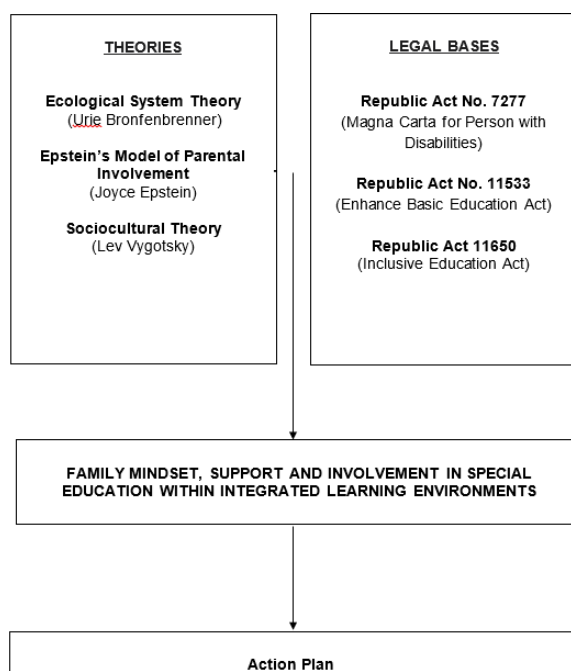 THEORIES
Ecological System Theory
(Urie Bronfenbrenner)
Epstein's Model of Parental
Involvement
(Joyce Epstein)
Sociocultural Theory
(Lev Vygotsky)
LEGAL BASES
Republic Act No. 7277
(Magna Carta for Person with
Disabilities)
Republic Act No. 11533
(Enhance Basic Education Act)
Republic Act 11650
(Inclusive Education Act)
FAMILY MINDSET, SUPPORT AND INVOLVEMENT IN SPECIAL
EDUCATION WITHIN INTEGRATED LEARNING ENVIRONMENTS
Action Plan